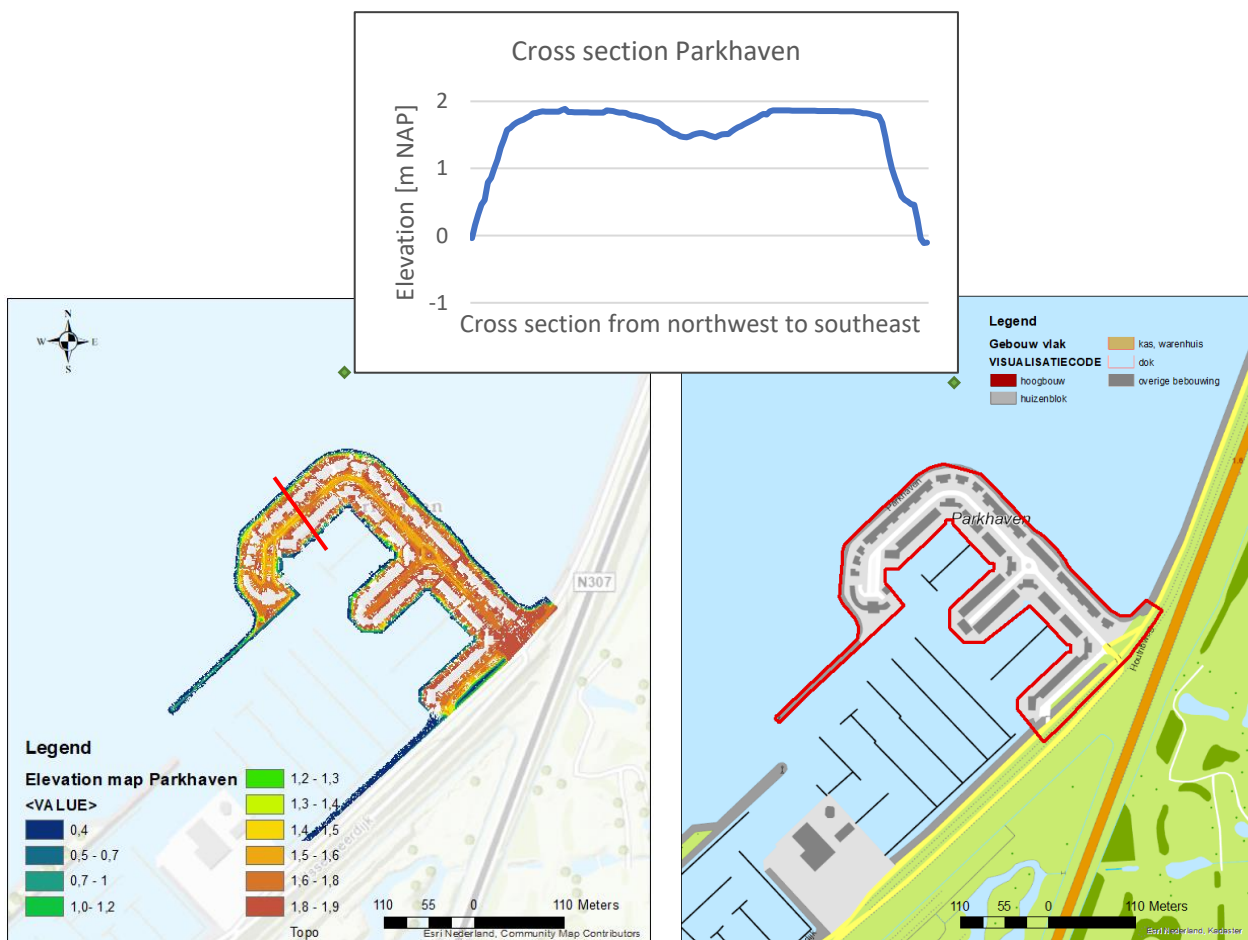 Cross section Parkhaven
Elevation [m NAP]
2
1
0
-1
Cross section from northwest to southeast
N
W
E
S
N307
Legend
Elevation map Parkhaven
<VALUE>
0,4
0,5 - 0,7
0,7 - 1
1,0- 1,2
1,2 - 1,3
1,3 - 1,4
1,4 - 1,5
1,5 - 1,6
1,6 - 1,8
1,8 - 1,9
Topo
110 55 0 110 Meters
Esri Nederland, Community Map Contributors
Legend
Gebouw vlak
VISUALISATIECODE
hoogbouw
huizenblok
kas, warenhuis
dok
overige bebouwing
Parkhaven
Parkhaven
110 55 0 110 Meters
Esri Nederland, Kadaster